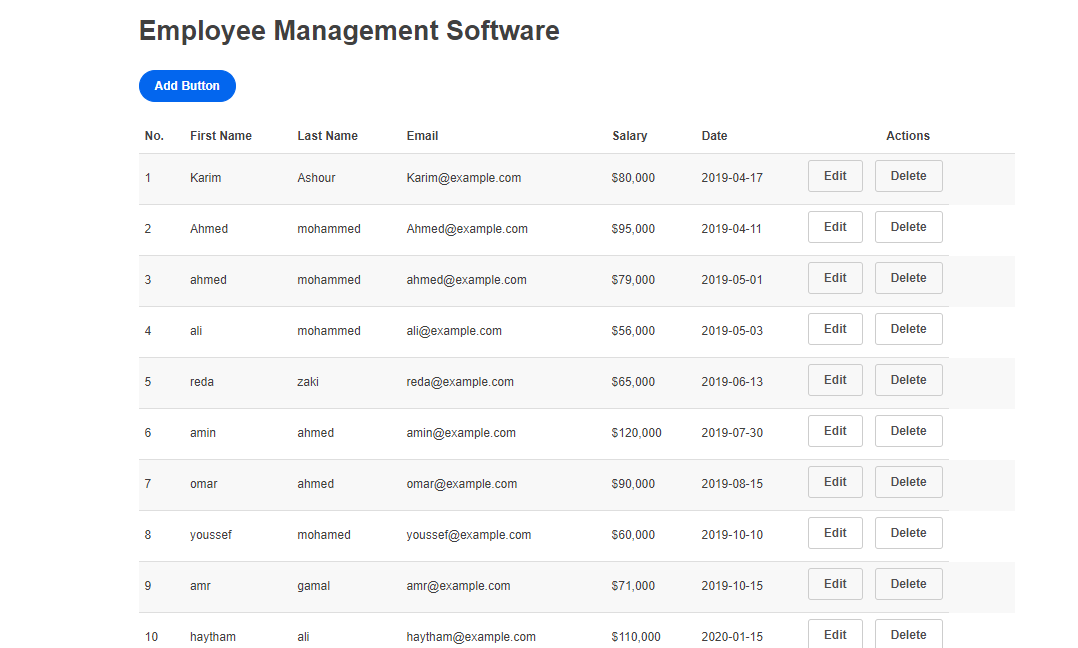 Employee Management Software
Add Button
No. First Name Last Name Email Salary Date Actions
1 Karim Ashour Karim@example.com $80,000 2019-04-17 Edit Delete
2 Ahmed mohammed Ahmed@example.com $95,000 2019-04-11 Edit Delete
3 ahmed mohammed ahmed@example.com $79,000 2019-05-01 Edit Delete
4 ali mohammed ali@example.com $56,000 2019-05-03 Edit Delete
5 reda zaki reda@example.com $65,000 2019-06-13 Edit Delete
6 amin ahmed amin@example.com $120,000 2019-07-30 Edit Delete
7 omar ahmed omar@example.com $90,000 2019-08-15 Edit Delete
8 youssef mohamed youssef@example.com $60,000 2019-10-10 Edit Delete
9 amr gamal amr@example.com $71,000 2019-10-15 Edit Delete
10 haytham ali haytham@example.com $110,000 2020-01-15 Edit Delete